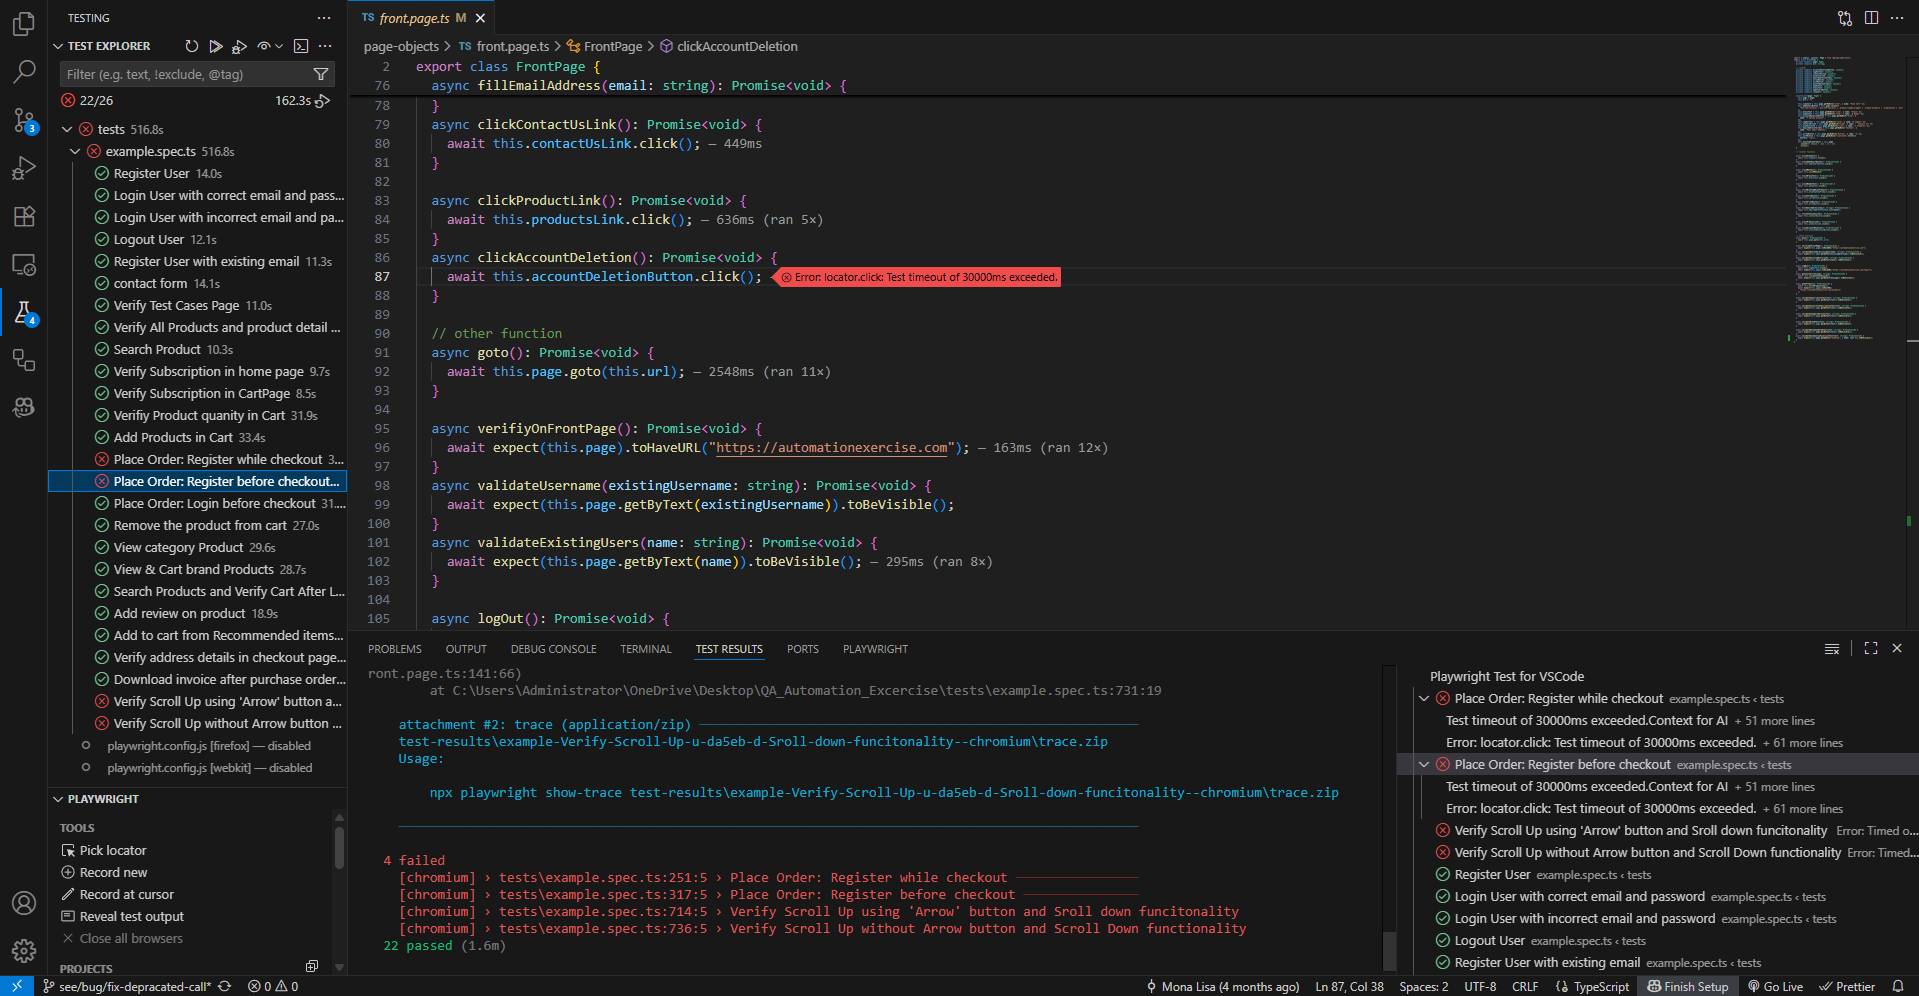 TESTING
TEST EXPLORER
Filter (e.g. text, !exclude, @tag)
22/26 162.3s
tests 516.8s
example.spec.ts 516.8s
Register User 14.0s
Login User with correct email and pass...
Login User with incorrect email and pa...
Logout User 12.1s
Register User with existing email 11.3s
contact form 14.1s
Verify Test Cases Page 11.0s
Verify All Products and product detail ...
Search Product 10.3s
Verify Subscription in home page 9.7s
Verify Subscription in CartPage 8.5s
Verifiy Product quanity in Cart 31.9s
Add Products in Cart 33.4s
Place Order: Register while checkout 3...
Place Order: Register before checkout...
Place Order: Login before checkout 31....
Remove the product from cart 27.0s
View category Product 29.6s
View & Cart brand Products 28.7s
Search Products and Verify Cart After L...
Add review on product 18.9s
Add to cart from Recommended items...
Verify address details in checkout page...
Download invoice after purchase order...
Verify Scroll Up using 'Arrow' button a...
Verify Scroll Up without Arrow button ...
playwright.config.js [firefox] — disabled
playwright.config.js [webkit] — disabled
PLAYWRIGHT
TOOLS
Pick locator
Record new
Record at cursor
Reveal test output
Close all browsers
PROJECTS
3
4
TS front.page.ts M
page-objects > TS front.page.ts > FrontPage > clickAccountDeletion
2 export class FrontPage {
76 async fillEmailAddress(email: string): Promise<void> {
78 }
79 async clickContactUsLink(): Promise<void> {
80 await this.contactUsLink.click(); — 449ms
81 }
82
83 async clickProductLink(): Promise<void> {
84 await this.productsLink.click(); — 636ms (ran 5×)
85 }
86 async clickAccountDeletion(): Promise<void> {
87 await this.accountDeletionButton.click(); Error: locator.click: Test timeout of 30000ms exceeded.
88 }
89
90 // other function
91 async goto(): Promise<void> {
92 await this.page.goto(this.url); — 2548ms (ran 11×)
93 }
94
95 async verifiyOnFrontPage(): Promise<void> {
96 await expect(this.page).toHaveURL("https://automationexercise.com"); — 163ms (ran 12×)
97 }
98 async validateUsername(existingUsername: string): Promise<void> {
99 await expect(this.page.getByText(existingUsername)).toBeVisible();
100 }
101 async validateExistingUsers(name: string): Promise<void> {
102 await expect(this.page.getByText(name)).toBeVisible(); — 295ms (ran 8×)
103 }
104
105 async logOut(): Promise<void> {
PROBLEMS OUTPUT DEBUG CONSOLE TERMINAL TEST RESULTS PORTS PLAYWRIGHT
ront.page.ts:141:66)
at C:\Users\Administrator\OneDrive\Desktop\QA_Automation_Excercise\tests\example.spec.ts:731:19
attachment #2: trace (application/zip)
test-results\example-Verify-Scroll-Up-u-da5eb-d-Sroll-down-funcitonality--chromium\trace.zip
Usage:
npx playwright show-trace test-results\example-Verify-Scroll-Up-u-da5eb-d-Sroll-down-funcitonality--chromium\trace.zip
4 failed
[chromium] › tests\example.spec.ts:251:5 › Place Order: Register while checkout
[chromium] › tests\example.spec.ts:317:5 › Place Order: Register before checkout
[chromium] › tests\example.spec.ts:714:5 › Verify Scroll Up using 'Arrow' button and Sroll down funcitonality
[chromium] › tests\example.spec.ts:736:5 › Verify Scroll Up without Arrow button and Scroll Down functionality
22 passed (1.6m)
Playwright Test for VSCode
Place Order: Register while checkout example.spec.ts ‹ tests
Test timeout of 30000ms exceeded.Context for AI + 51 more lines
Error: locator.click: Test timeout of 30000ms exceeded. + 61 more lines
Place Order: Register before checkout example.spec.ts ‹ tests
Test timeout of 30000ms exceeded.Context for AI + 51 more lines
Error: locator.click: Test timeout of 30000ms exceeded. + 61 more lines
Verify Scroll Up using 'Arrow' button and Sroll down funcitonality Error: Timed o...
Verify Scroll Up without Arrow button and Scroll Down functionality Error: Timed...
Register User example.spec.ts ‹ tests
Login User with correct email and password example.spec.ts ‹ tests
Login User with incorrect email and password example.spec.ts ‹ tests
Logout User example.spec.ts ‹ tests
Register User with existing email example.spec.ts ‹ tests
see/bug/fix-depracated-call* 0 0 Mona Lisa (4 months ago) Ln 87, Col 38 Spaces: 2 UTF-8 CRLF {} TypeScript Finish Setup Go Live Prettier